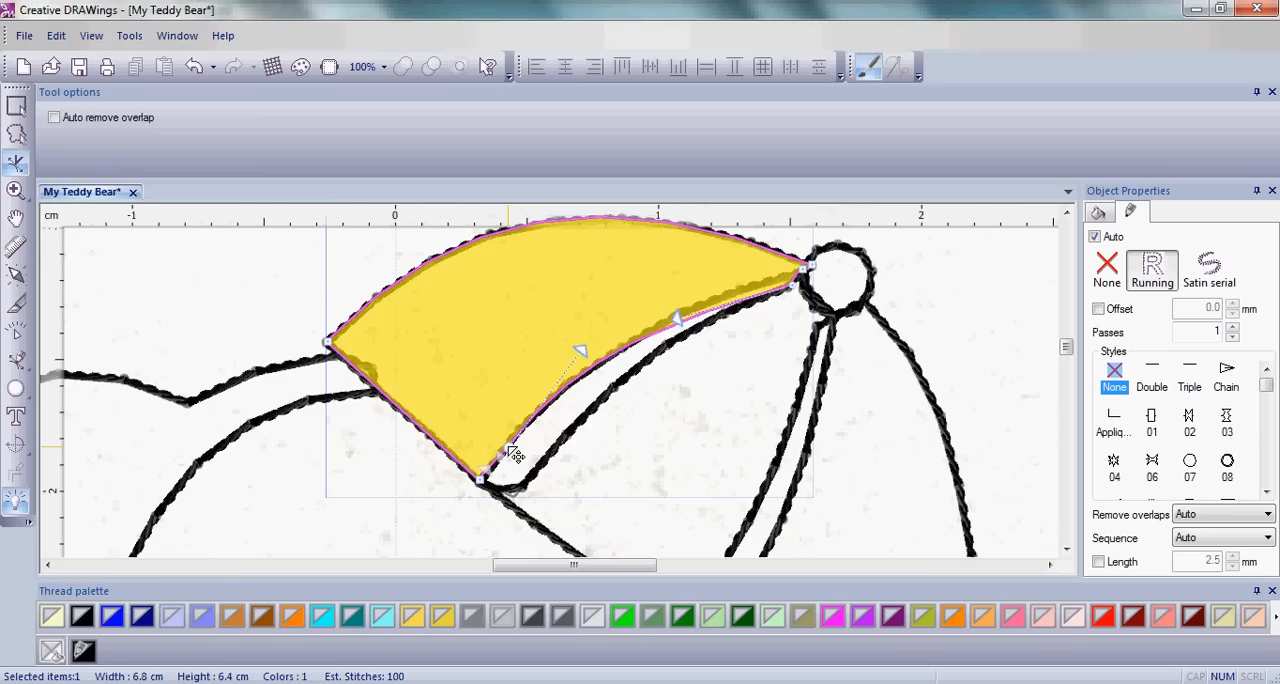 Creative DRAWings - [My Teddy Bear*]
File Edit View Tools Window Help
100%
Tool options
Auto remove overlap
My Teddy Bear*
cm -1 0 1 2
-2
Object Properties
Auto
None Running Satin serial
Offset 0.0 mm
Passes 1
Styles
None Double Triple Chain
Appliq... 01 02 03
04 06 07 08
Remove overlaps Auto
Sequence Auto
Length 2.5 mm
Thread palette
Selected items:1 Width : 6.8 cm Height : 6.4 cm Colors : 1 Est. Stitches: 100 CAP NUM SCRL